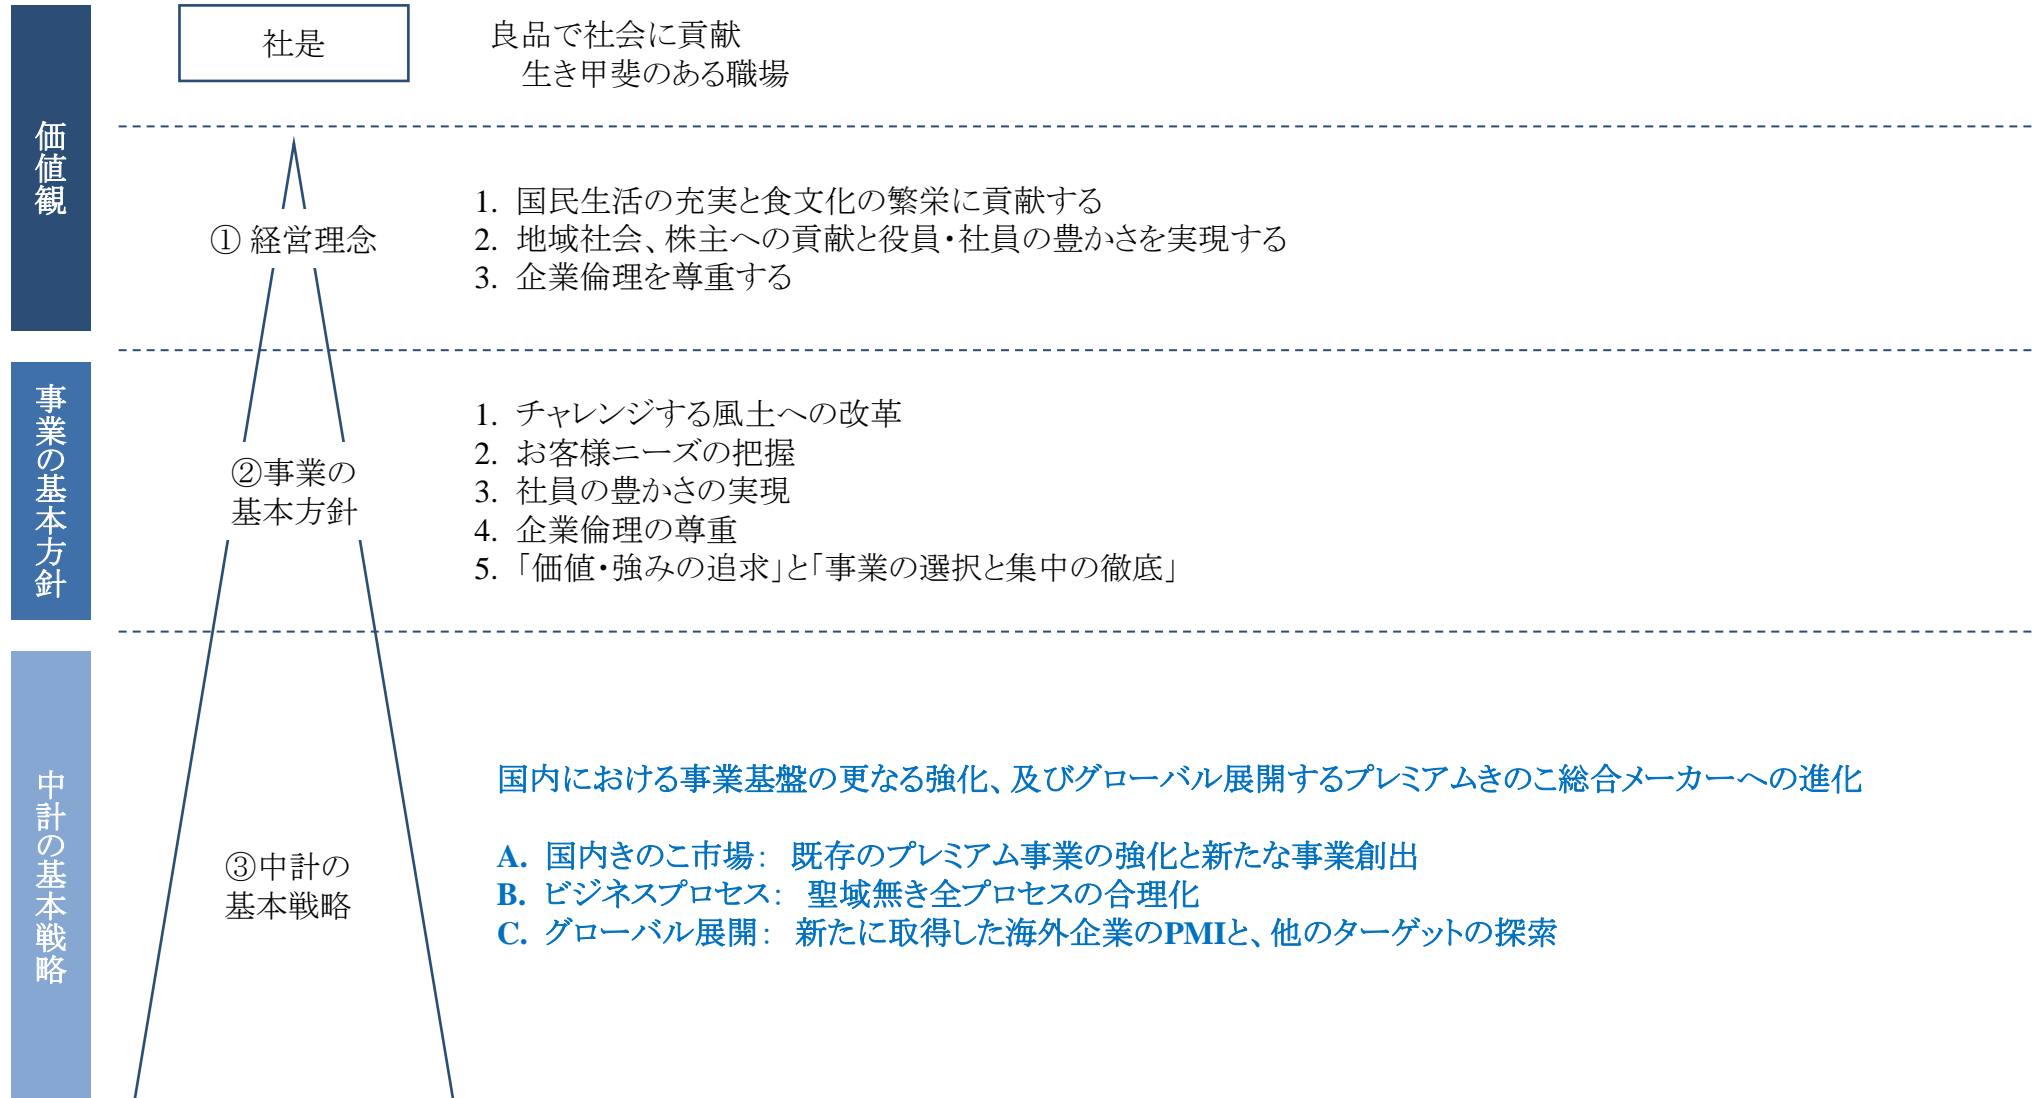 価値観
社是
良品で社会に貢献
生き甲斐のある職場
① 経営理念
1. 国民生活の充実と食文化の繁栄に貢献する
2. 地域社会、株主への貢献と役員・社員の豊かさを実現する
3. 企業倫理を尊重する
事業の基本方針
②事業の
基本方針
1. チャレンジする風土への改革
2. お客様ニーズの把握
3. 社員の豊かさの実現
4. 企業倫理の尊重
5. 「価値・強みの追求」と「事業の選択と集中の徹底」
中計の基本戦略
③中計の
基本戦略
国内における事業基盤の更なる強化、及びグローバル展開するプレミアムきのこ総合メーカーへの進化
A. 国内きのこ市場： 既存のプレミアム事業の強化と新たな事業創出
B. ビジネスプロセス： 聖域無き全プロセスの合理化
C. グローバル展開： 新たに取得した海外企業のPMIと、他のターゲットの探索